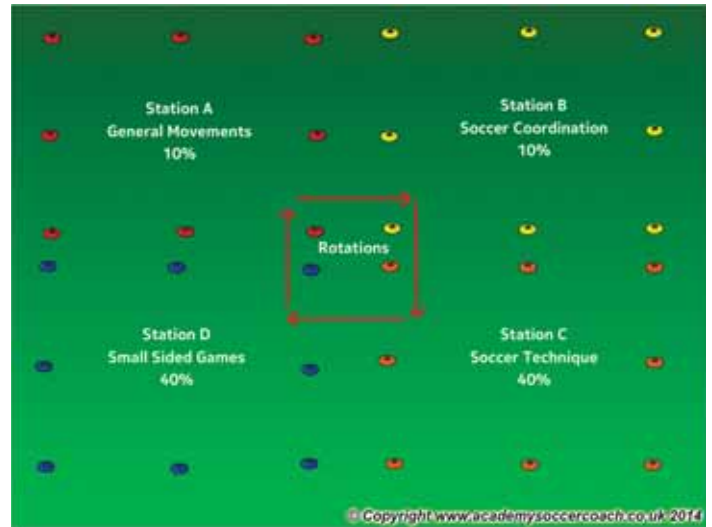 Station A
General Movements
10%
Station B
Soccer Coordination
10%
Rotations
Station D
Small Sided Games
40%
Station C
Soccer Technique
40%
© Copyright www.academysoccercoach.co.uk 2014